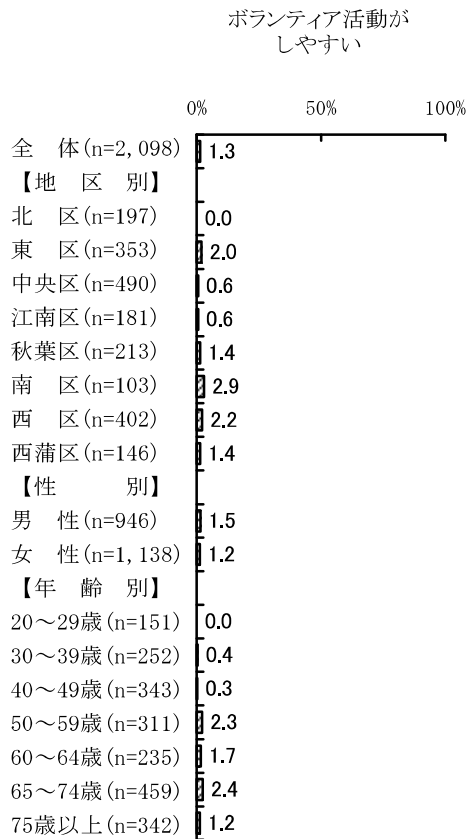 ボランティア活動が
しやすい
0% 50% 100%
全 体(n=2,098) 1.3
【地 区 別】
北 区(n=197) 0.0
東 区(n=353) 2.0
中央区(n=490) 0.6
江南区(n=181) 0.6
秋葉区(n=213) 1.4
南 区(n=103) 2.9
西 区(n=402) 2.2
西蒲区(n=146) 1.4
【性 別】
男 性(n=946) 1.5
女 性(n=1,138) 1.2
【年 齢 別】
20～29歳(n=151) 0.0
30～39歳(n=252) 0.4
40～49歳(n=343) 0.3
50～59歳(n=311) 2.3
60～64歳(n=235) 1.7
65～74歳(n=459) 2.4
75歳以上(n=342) 1.2